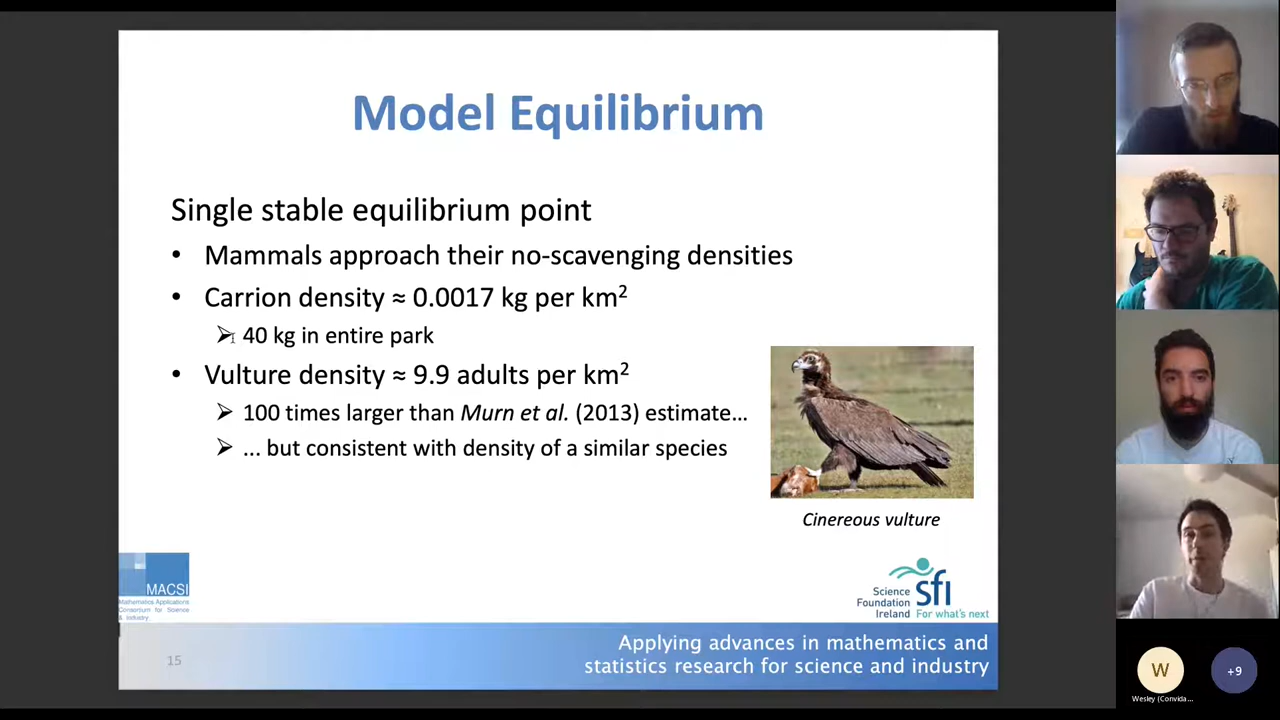 Model Equilibrium
Single stable equilibrium point
• Mammals approach their no-scavenging densities
• Carrion density ≈ 0.0017 kg per km²
➢ 40 kg in entire park
• Vulture density ≈ 9.9 adults per km²
➢ 100 times larger than Murn et al. (2013) estimate…
➢ ... but consistent with density of a similar species
Cinereous vulture
MACSI
Mathematics Applications
Consortium for Science
& Industry
Science
Foundation
Ireland
sfi
For what's next
Applying advances in mathematics and
statistics research for science and industry
15
W
+9
Wesley (Convida...